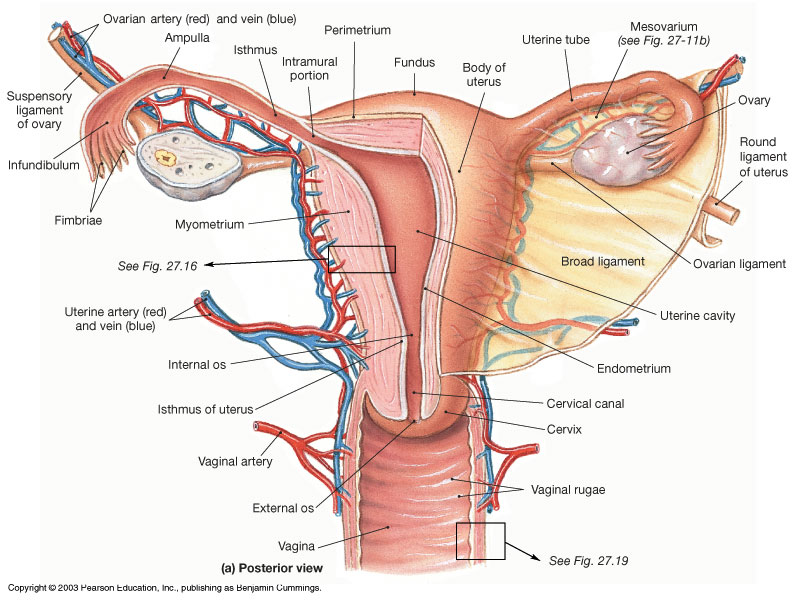 Ovarian artery (red) and vein (blue)
Ampulla
Isthmus
Intramural
portion
Perimetrium
Fundus
Body of
uterus
Uterine tube
Mesovarium
(see Fig. 27-11b)
Suspensory
ligament
of ovary
Ovary
Round
ligament
of uterus
Infundibulum
Fimbriae
Myometrium
See Fig. 27.16
Broad ligament
Ovarian ligament
Uterine artery (red)
and vein (blue)
Uterine cavity
Internal os
Endometrium
Isthmus of uterus
Cervical canal
Cervix
Vaginal artery
Vaginal rugae
External os
Vagina
See Fig. 27.19
(a) Posterior view
Copyright © 2003 Pearson Education, Inc., publishing as Benjamin Cummings.